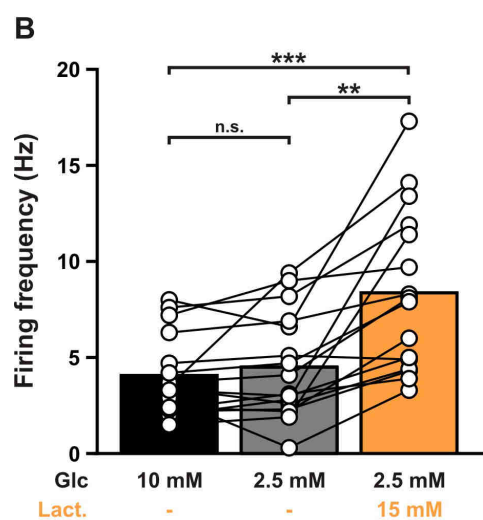 B
***
**
n.s.
Firing frequency (Hz)
20
15
10
5
0
Glc 10 mM 2.5 mM 2.5 mM
Lact. - - 15 mM